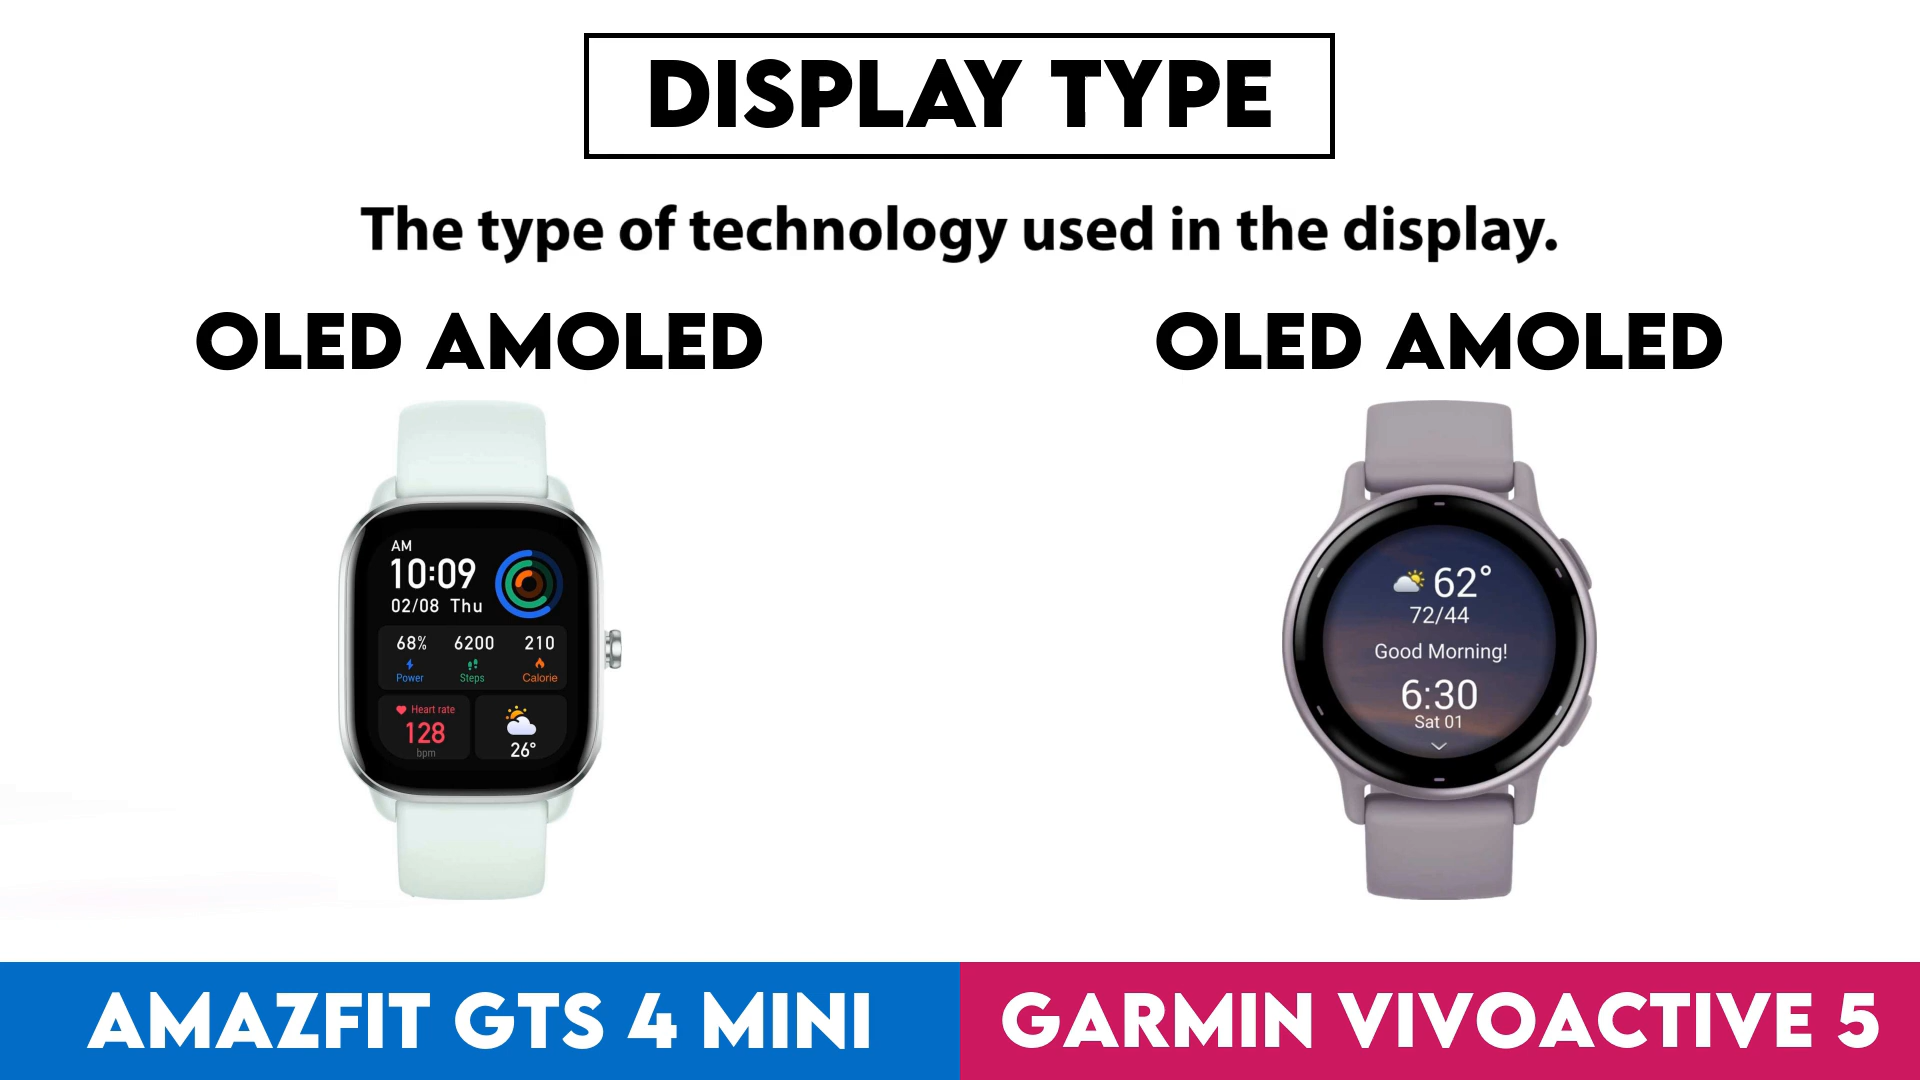 DISPLAY TYPE
The type of technology used in the display.
OLED AMOLED
OLED AMOLED
AM
10:09
02/08 Thu
68% 6200 210
Power Steps Calorie
Heart rate
128
bpm
26°
62°
72/44
Good Morning!
6:30
Sat 01
AMAZFIT GTS 4 MINI
GARMIN VIVOACTIVE 5